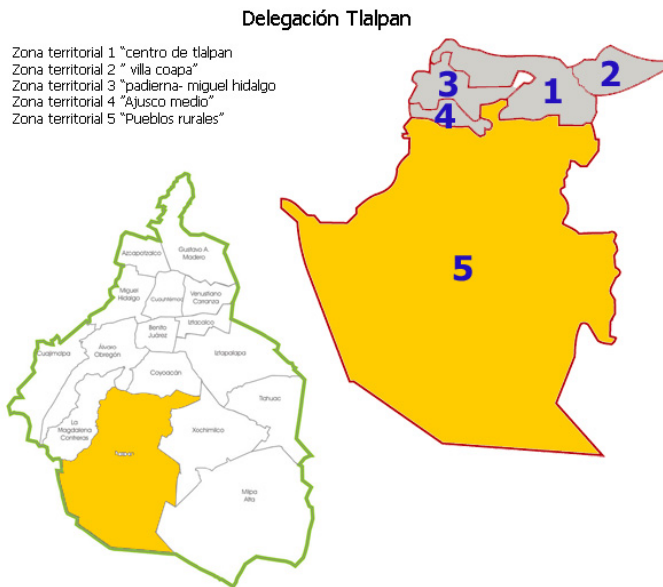 Delegación Tlalpan
Zona territorial 1 "centro de tlalpan
Zona territorial 2 " villa coapa"
Zona territorial 3 "padierna- miguel hidalgo
Zona territorial 4 "Ajusco medio"
Zona territorial 5 "Pueblos rurales"
1
2
3
4
5
Azcapotzalco
Gustavo A.
Madero
Miguel
Hidalgo
Cuauhtemoc
Venustiano
Carranza
Iztacalco
Benito
Juárez
Cuajimalpa
Álvaro
Obregón
Iztapalapa
Coyoacán
Tlahuac
La
Magdalena
Contreras
Xochimilco
Tlalpan
Milpa
Alta